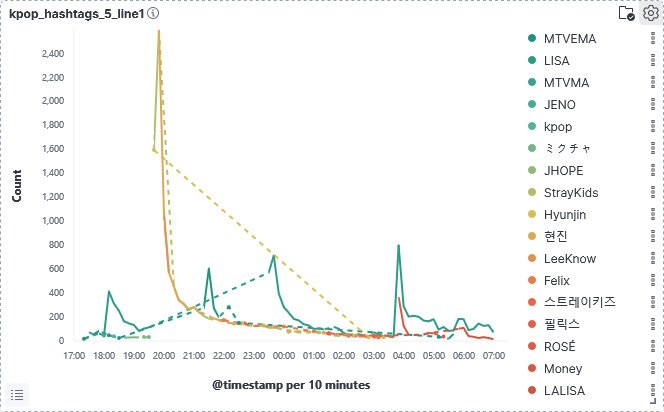 kpop_hashtags_5_line1
Count
2,400
2,200
2,000
1,800
1,600
1,400
1,200
1,000
800
600
400
200
0
17:00 18:00 19:00 20:00 21:00 22:00 23:00 00:00 01:00 02:00 03:00 04:00 05:00 06:00 07:00
@timestamp per 10 minutes
MTVEMA
LISA
MTVMA
JENO
kpop
ミクチャ
JHOPE
StrayKids
Hyunjin
현진
LeeKnow
Felix
스트레이키즈
필릭스
ROSÉ
Money
LALISA